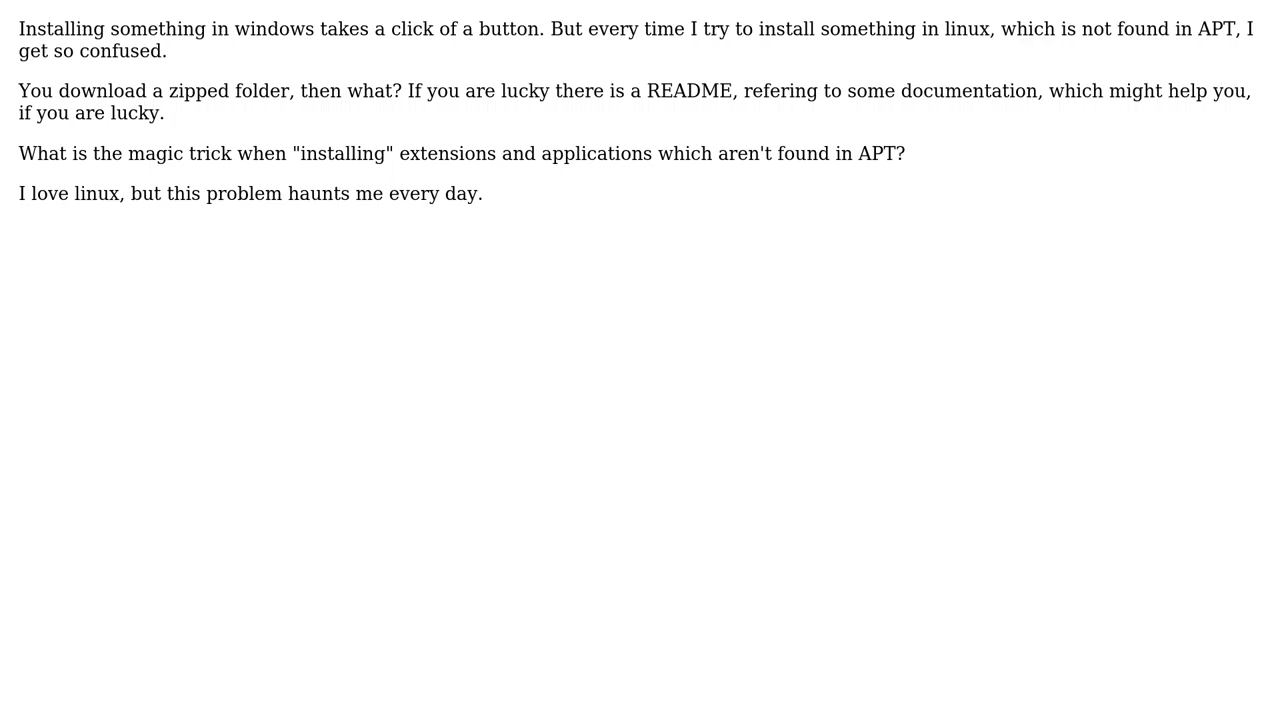 Installing something in windows takes a click of a button. But every time I try to install something in linux, which is not found in APT, I
get so confused.
You download a zipped folder, then what? If you are lucky there is a README, refering to some documentation, which might help you,
if you are lucky.
What is the magic trick when "installing" extensions and applications which aren't found in APT?
I love linux, but this problem haunts me every day.